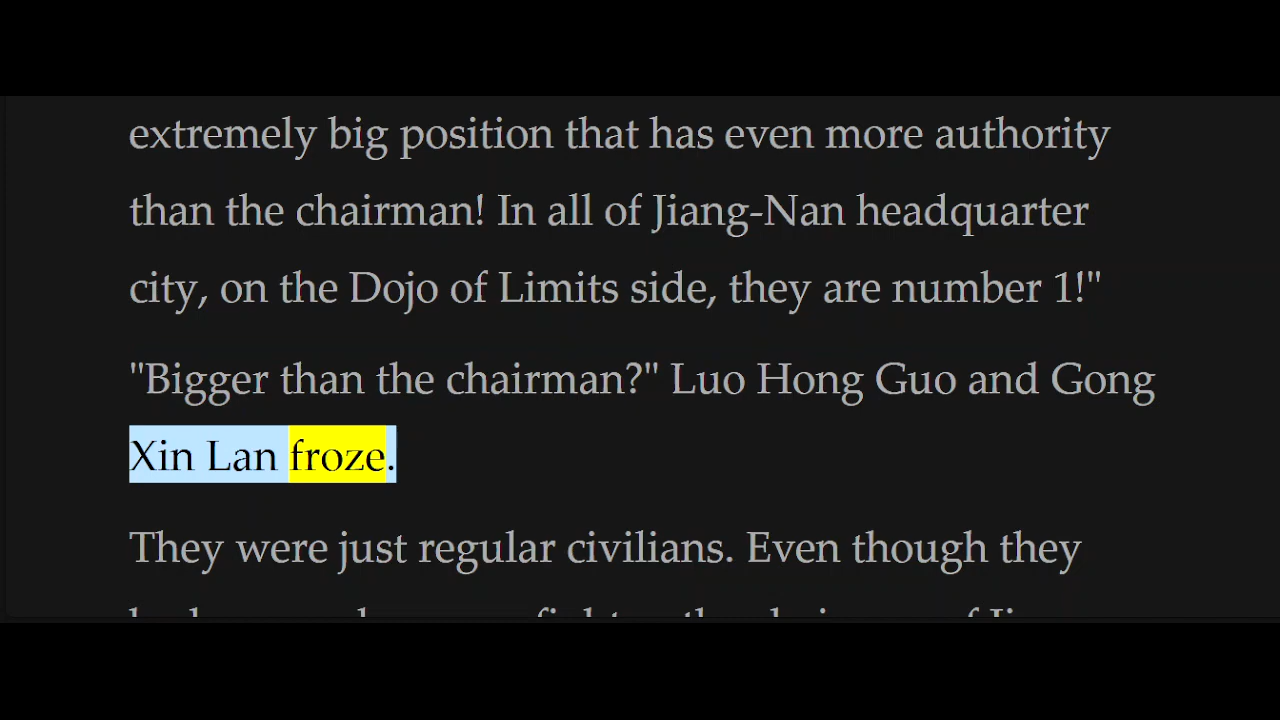 extremely big position that has even more authority
than the chairman! In all of Jiang-Nan headquarter
city, on the Dojo of Limits side, they are number 1!"
"Bigger than the chairman?" Luo Hong Guo and Gong
Xin Lan froze.
They were just regular civilians. Even though they